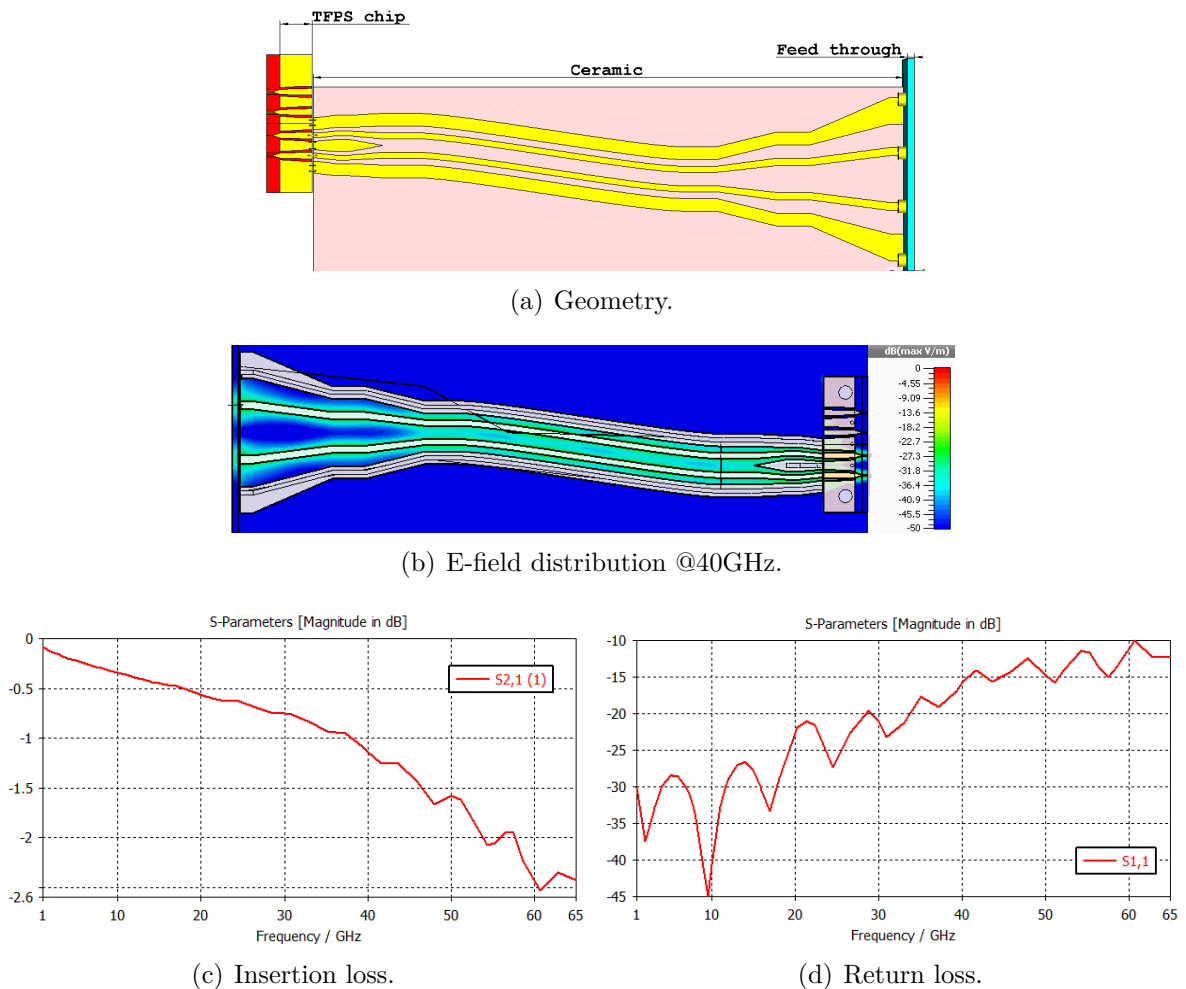 TFPS chip
Feed through
Ceramic
(a) Geometry.
dB(max V/m)
0
-4.55
-9.09
-13.6
-18.2
-22.7
-27.3
-31.8
-36.4
-40.9
-45.5
-50
(b) E-field distribution @40GHz.
S-Parameters [Magnitude in dB]
0
-0.5
-1
-1.5
-2
-2.6
S2,1 (1)
1 10 20 30 40 50 65
Frequency / GHz
(c) Insertion loss.
S-Parameters [Magnitude in dB]
-10
-15
-20
-25
-30
-35
-40
-45
S1,1
1 10 20 30 40 50 60 65
Frequency / GHz
(d) Return loss.